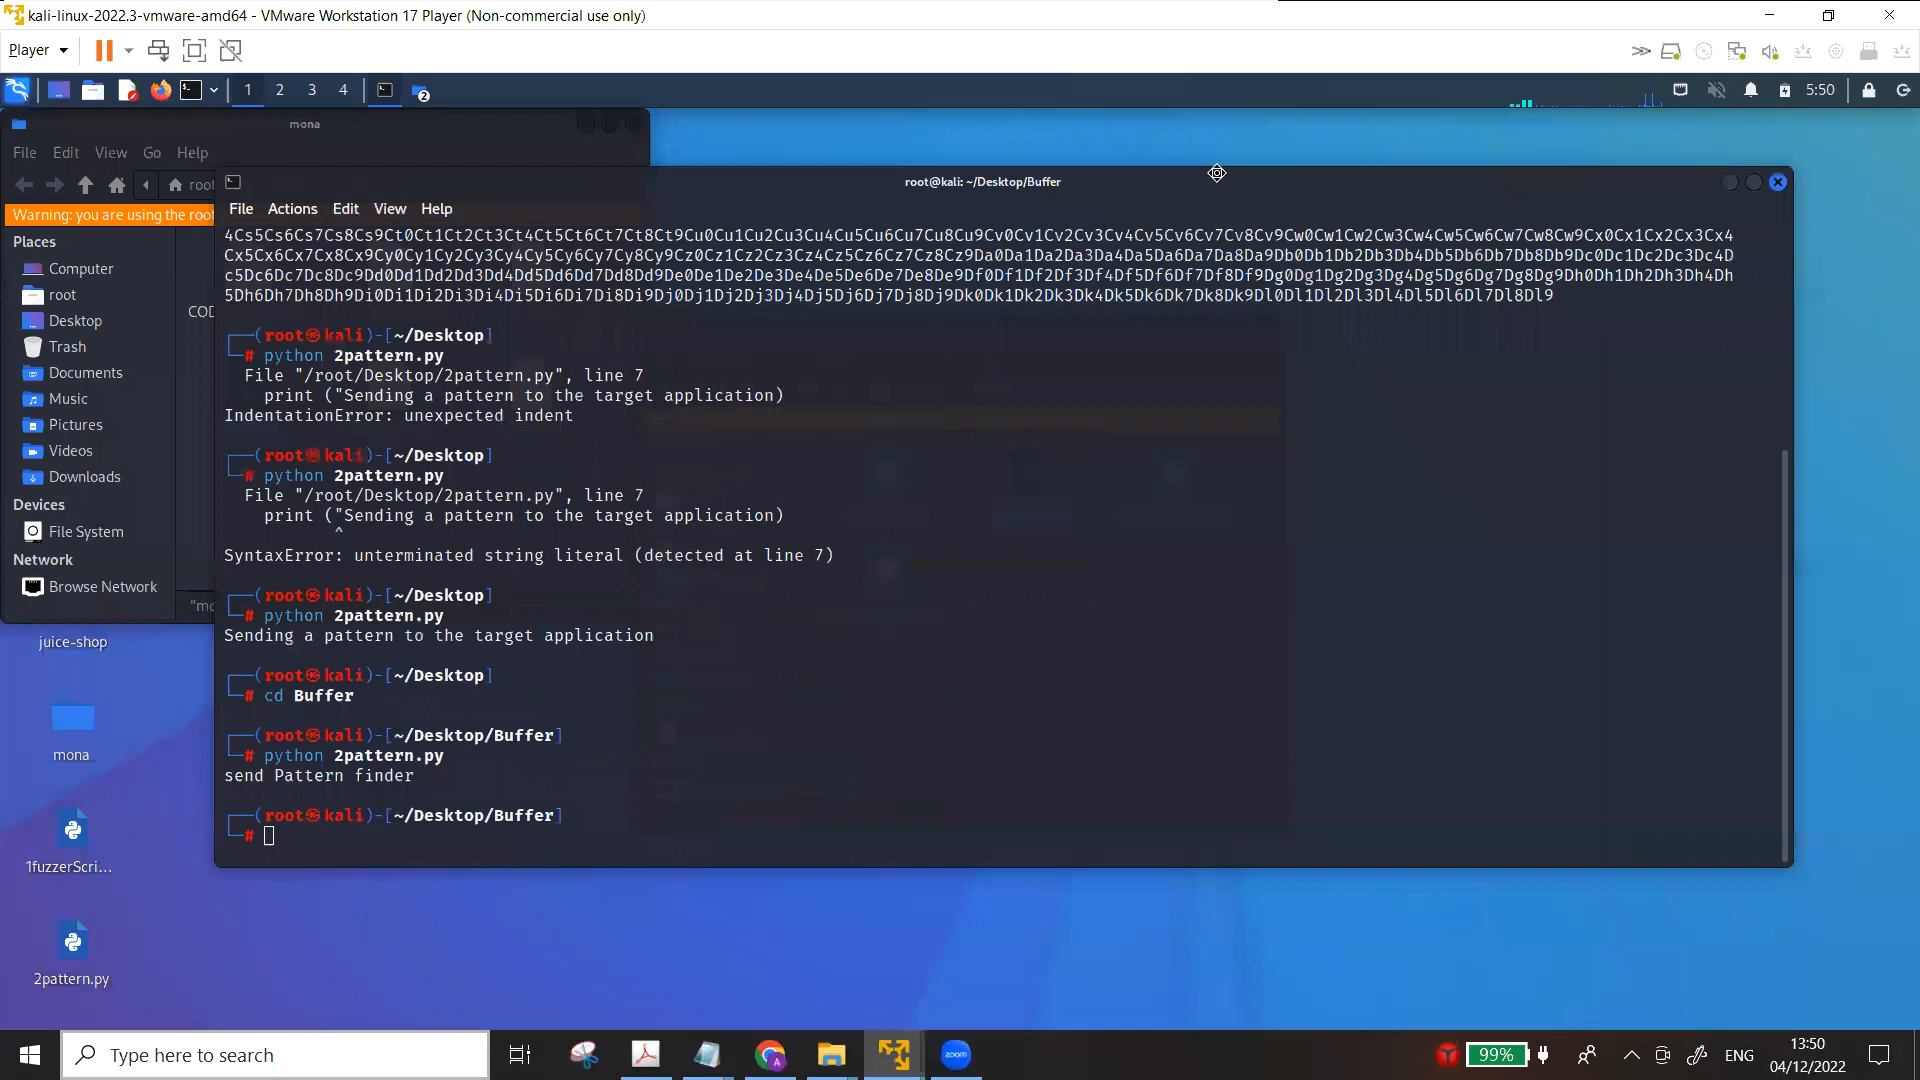 kali-linux-2022.3-vmware-amd64 - VMware Workstation 17 Player (Non-commercial use only)
Player
1 2 3 4 2 5:50
mona
File Edit View Go Help
root
Warning: you are using the root
Places
Computer
root
Desktop
Trash
Documents
Music
Pictures
Videos
Downloads
Devices
File System
Network
Browse Network
COD
"mo
root@kali: ~/Desktop/Buffer
File Actions Edit View Help
4Cs5Cs6Cs7Cs8Cs9Ct0Ct1Ct2Ct3Ct4Ct5Ct6Ct7Ct8Ct9Cu0Cu1Cu2Cu3Cu4Cu5Cu6Cu7Cu8Cu9Cv0Cv1Cv2Cv3Cv4Cv5Cv6Cv7Cv8Cv9Cw0Cw1Cw2Cw3Cw4Cw5Cw6Cw7Cw8Cw9Cx0Cx1Cx2Cx3Cx4
Cx5Cx6Cx7Cx8Cx9Cy0Cy1Cy2Cy3Cy4Cy5Cy6Cy7Cy8Cy9Cz0Cz1Cz2Cz3Cz4Cz5Cz6Cz7Cz8Cz9Da0Da1Da2Da3Da4Da5Da6Da7Da8Da9Db0Db1Db2Db3Db4Db5Db6Db7Db8Db9Dc0Dc1Dc2Dc3Dc4D
c5Dc6Dc7Dc8Dc9Dd0Dd1Dd2Dd3Dd4Dd5Dd6Dd7Dd8Dd9De0De1De2De3De4De5De6De7De8De9Df0Df1Df2Df3Df4Df5Df6Df7Df8Df9Dg0Dg1Dg2Dg3Dg4Dg5Dg6Dg7Dg8Dg9Dh0Dh1Dh2Dh3Dh4Dh
5Dh6Dh7Dh8Dh9Di0Di1Di2Di3Di4Di5Di6Di7Di8Di9Dj0Dj1Dj2Dj3Dj4Dj5Dj6Dj7Dj8Dj9Dk0Dk1Dk2Dk3Dk4Dk5Dk6Dk7Dk8Dk9Dl0Dl1Dl2Dl3Dl4Dl5Dl6Dl7Dl8Dl9
┌──(root㉿kali)-[~/Desktop]
└─# python 2pattern.py
File "/root/Desktop/2pattern.py", line 7
print ("Sending a pattern to the target application)
IndentationError: unexpected indent
┌──(root㉿kali)-[~/Desktop]
└─# python 2pattern.py
File "/root/Desktop/2pattern.py", line 7
print ("Sending a pattern to the target application)
^
SyntaxError: unterminated string literal (detected at line 7)
┌──(root㉿kali)-[~/Desktop]
└─# python 2pattern.py
Sending a pattern to the target application
┌──(root㉿kali)-[~/Desktop]
└─# cd Buffer
┌──(root㉿kali)-[~/Desktop/Buffer]
└─# python 2pattern.py
send Pattern finder
┌──(root㉿kali)-[~/Desktop/Buffer]
└─#
juice-shop
mona
1fuzzerScri...
2pattern.py
Type here to search
zoom
99%
ENG
13:50
04/12/2022